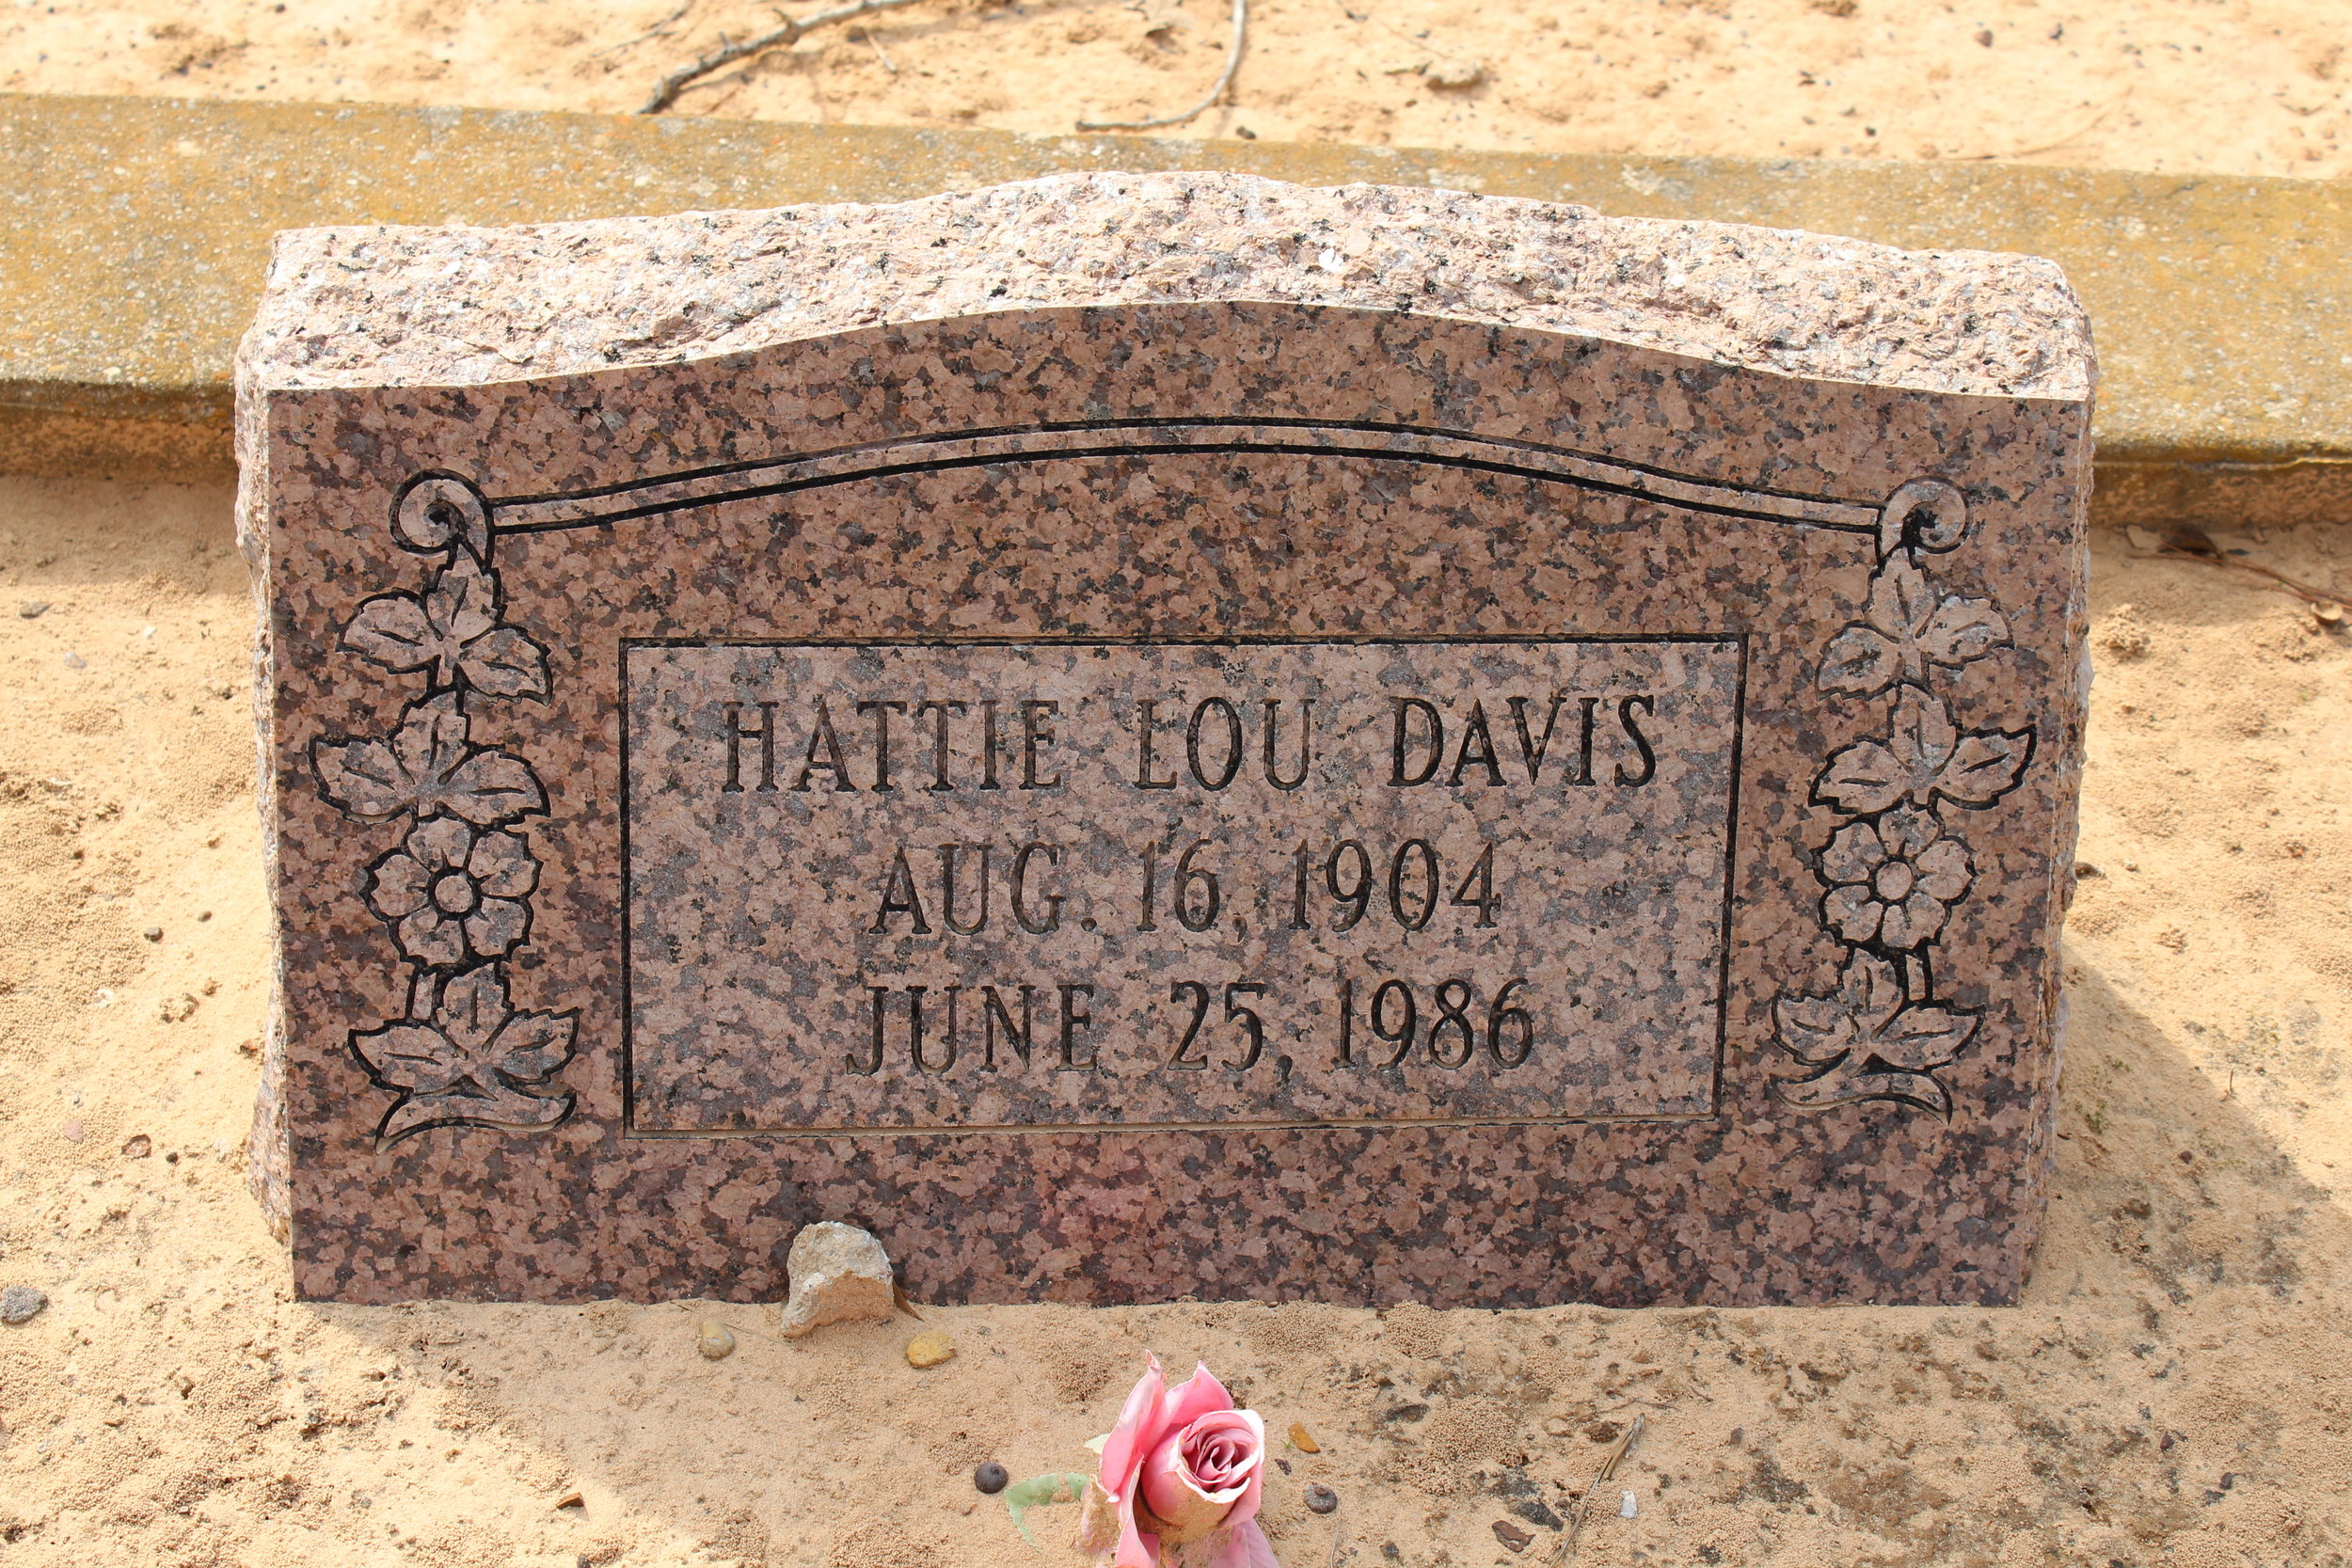 HATTIE LOU DAVIS
AUG. 16, 1904
JUNE 25, 1986